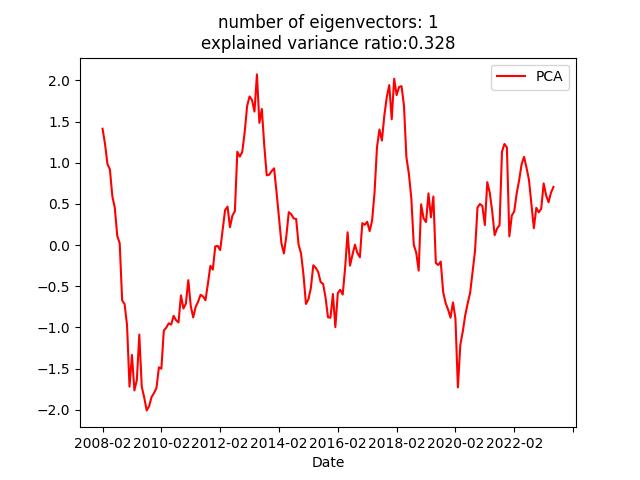 number of eigenvectors: 1
explained variance ratio:0.328
PCA
2.0
1.5
1.0
0.5
0.0
−0.5
−1.0
−1.5
−2.0
2008-02 2010-02 2012-02 2014-02 2016-02 2018-02 2020-02 2022-02
Date